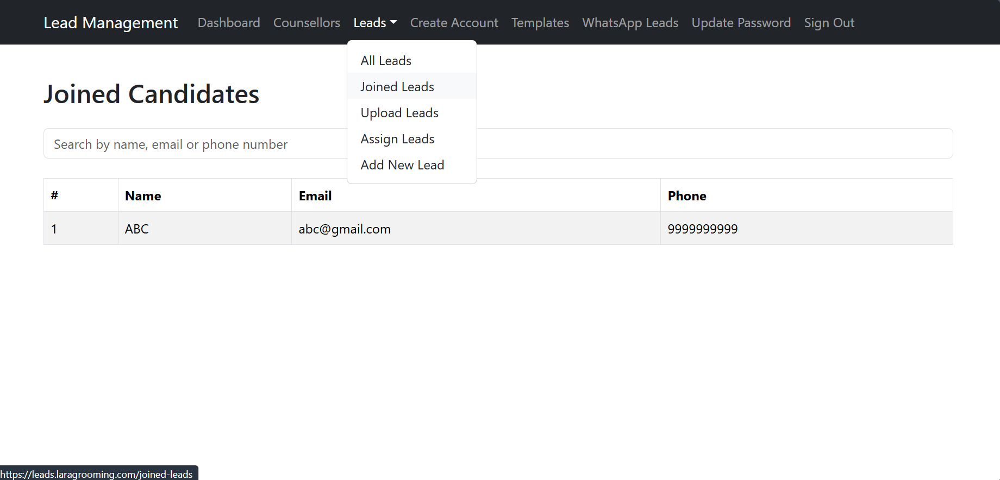 Lead Management Dashboard Counsellors Leads Create Account Templates WhatsApp Leads Update Password Sign Out
All Leads
Joined Leads
Upload Leads
Assign Leads
Add New Lead
Joined Candidates
Search by name, email or phone number
# Name Email Phone
1 ABC abc@gmail.com 9999999999
https://leads.laragrooming.com/joined-leads